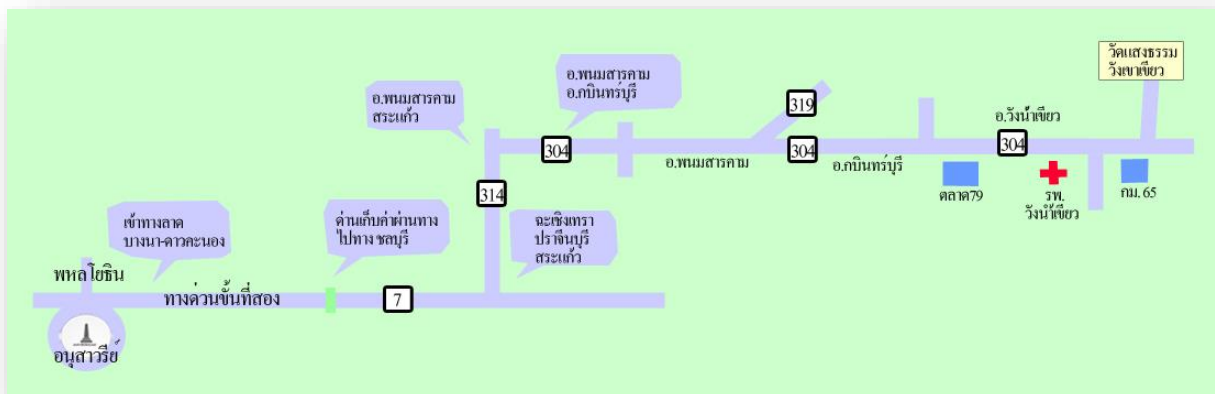 วัดแสงธรรม
วังเขาเขียว
อ.พนมสารคาม
อ.กบินทร์บุรี
อ.พนมสารคาม
สระแก้ว
319
อ.วังน้ำเขียว
304
304
304
อ.พนมสารคาม
อ.กบินทร์บุรี
314
ตลาด79
รพ.
วังน้ำเขียว
กม. 65
เข้าทางลาด
บางนา-ดาวคะนอง
ด่านเก็บค่าผ่านทาง
ไปทาง ชลบุรี
ฉะเชิงเทรา
ปราจีนบุรี
สระแก้ว
พหลโยธิน
ทางด่วนขั้นที่สอง
7
อนุสาวรีย์